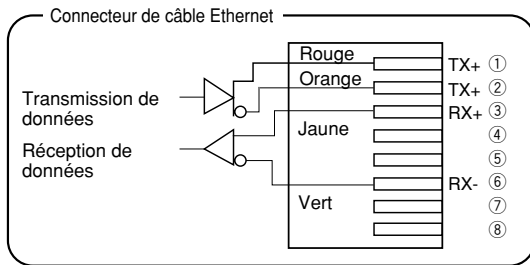 Connecteur de câble Ethernet
Rouge
TX+ ①
Orange
TX+ ②
Transmission de
données
RX+ ③
Jaune
④
Réception de
données
⑤
RX- ⑥
Vert
⑦
⑧